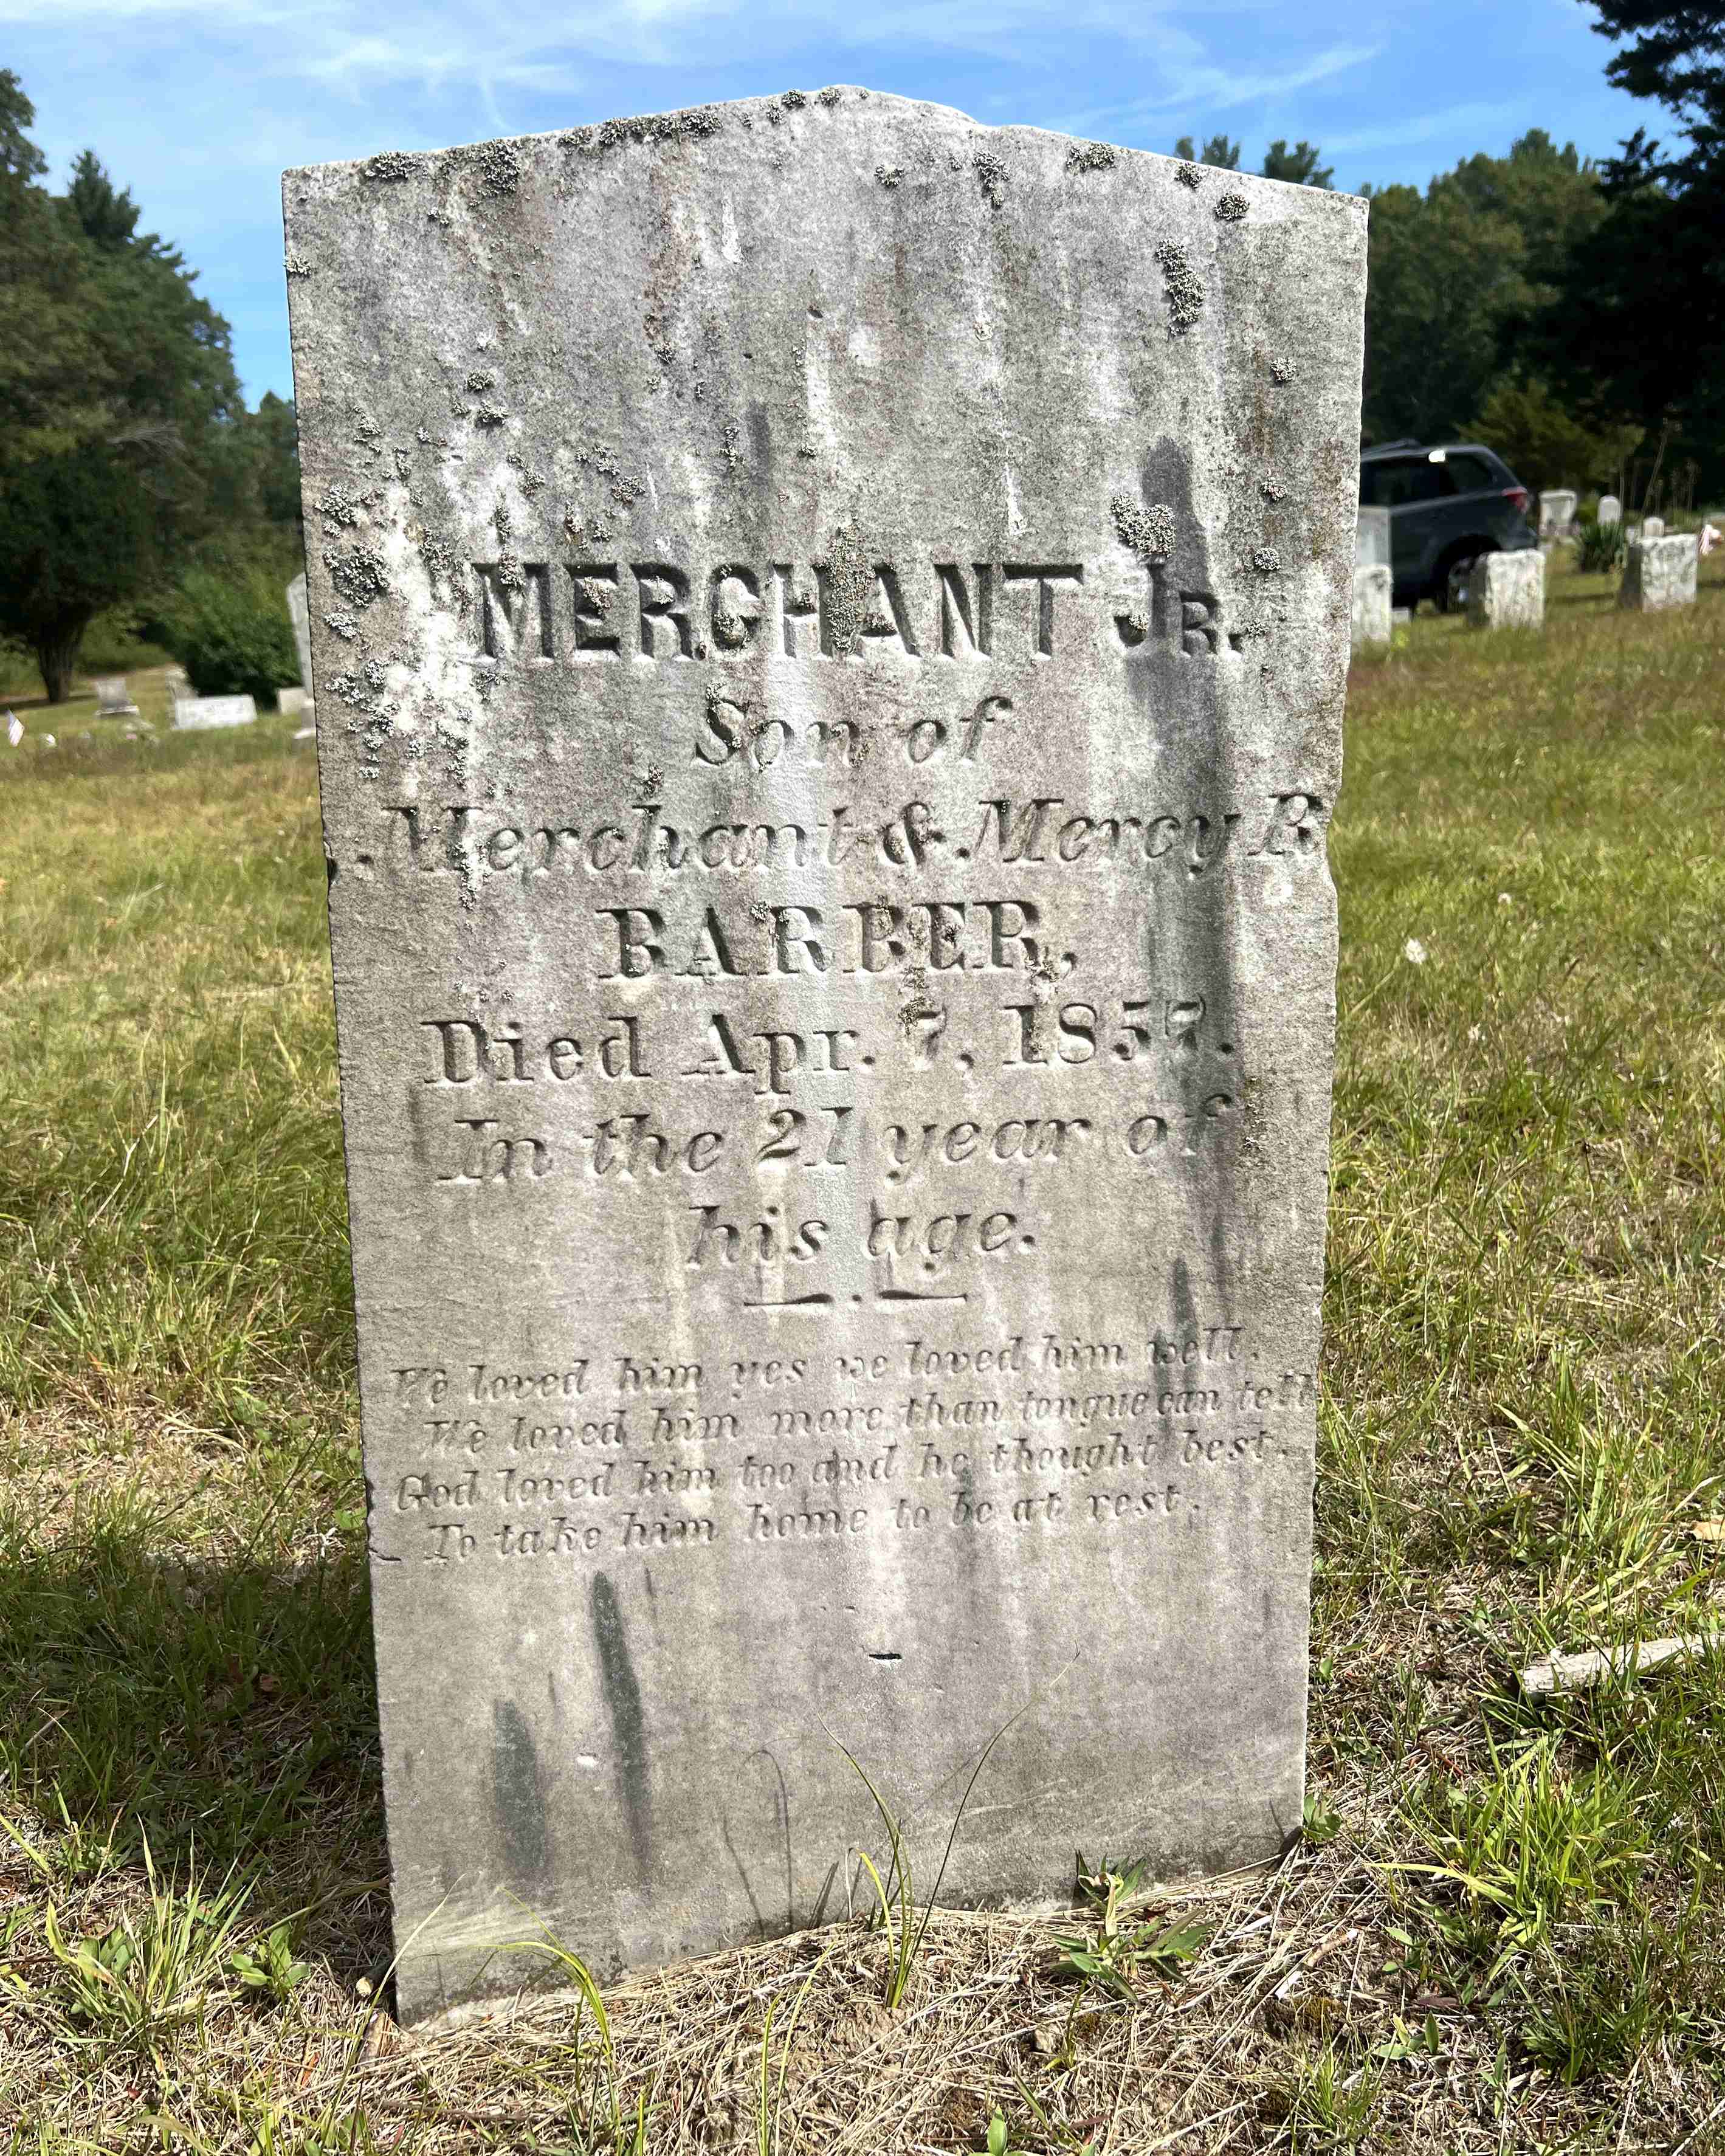 MERCHANT JR.
Son of
Merchant & Mercy R
BARBER,
Died Apr. 7, 1857.
In the 21 year of
his age.
We loved him yes we loved him well.
We loved him more than tongue can tell
God loved him too and he thought best.
To take him home to be at rest.